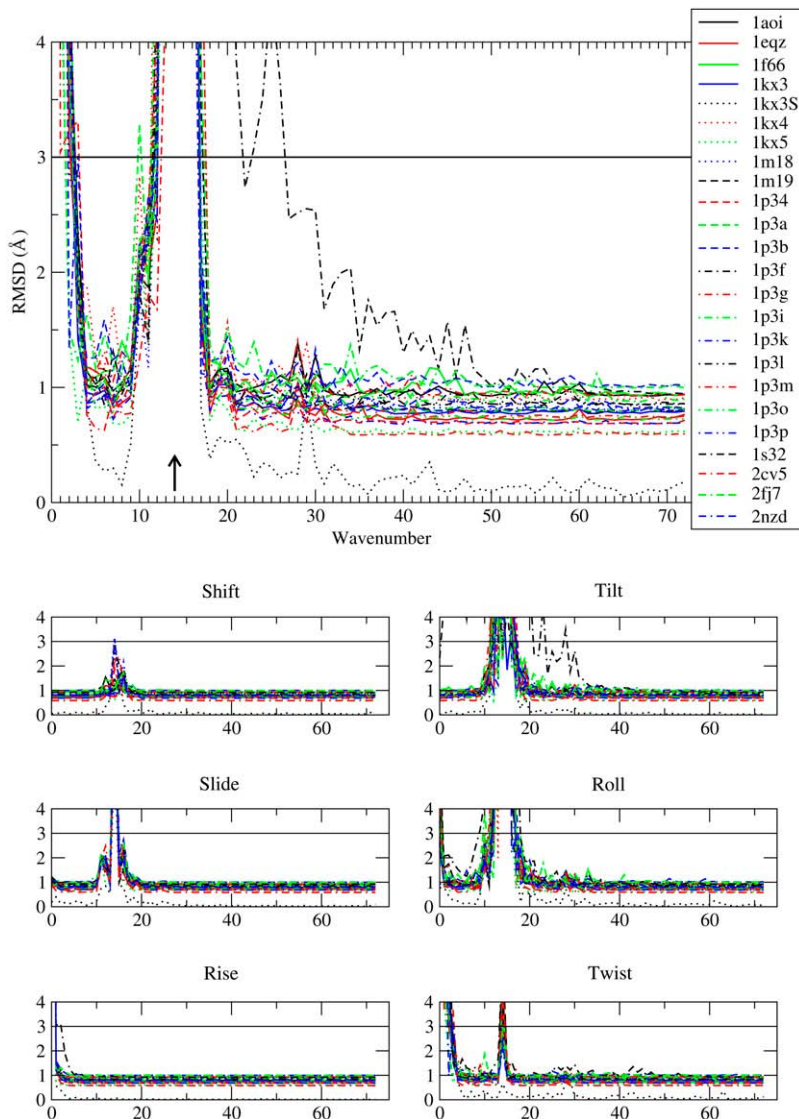 4
3
2
1
0
RMSD (Å)
0 10 20 30 40 50 60 70
Wavenumber
1aoi
1eqz
1f66
1kx3
1kx3S
1kx4
1kx5
1m18
1m19
1p34
1p3a
1p3b
1p3f
1p3g
1p3i
1p3k
1p3l
1p3m
1p3o
1p3p
1s32
2cv5
2fj7
2nzd
Shift
4
3
2
1
0
0 20 40 60
Tilt
4
3
2
1
0
0 20 40 60
Slide
4
3
2
1
0
0 20 40 60
Roll
4
3
2
1
0
0 20 40 60
Rise
4
3
2
1
0
0 20 40 60
Twist
4
3
2
1
0
0 20 40 60